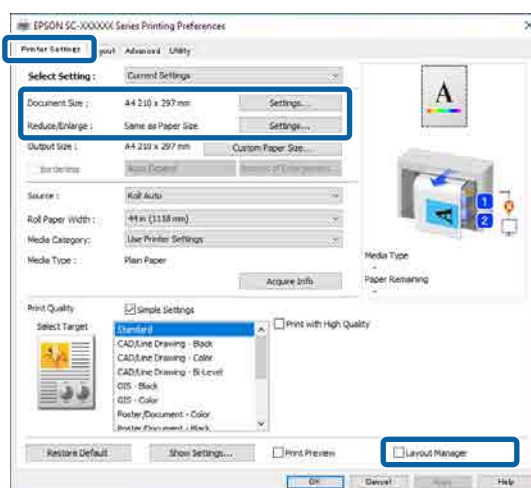 EPSON SC-XXXXXX Series Printing Preferences
Printer Settings Advanced Utility
Select Setting : Current Settings
Document Size : A4 210 x 297 mm Settings...
Reduce/Enlarge : Same as Paper Size Settings...
Output Size : A4 210 x 297 mm Custom Paper Size...
Borderless Auto Expand
Source : Roll Auto
Roll Paper Width : 44 in (1118 mm)
Media Category: Use Printer Settings
Media Type : Plain Paper
Acquire Info
A
1
2
Media Type
-
Paper Remaining
-
Print Quality Simple Settings
Select Target
Standard
CAD/Line Drawing - Black
CAD/Line Drawing - Color
CAD/Line Drawing - Bi-Level
GIS - Black
GIS - Color
Poster/Document - Color
Poster/Document - Black
Print with High Quality
Restore Default Show Settings... Print Preview Layout Manager
OK Cancel Help